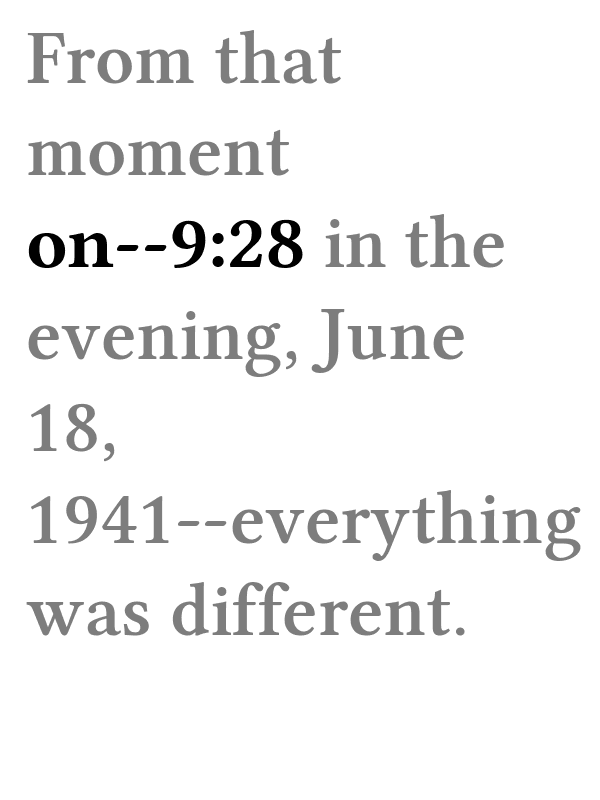 From that
moment
on--9:28 in the
evening, June
18,
1941--everything
was different.